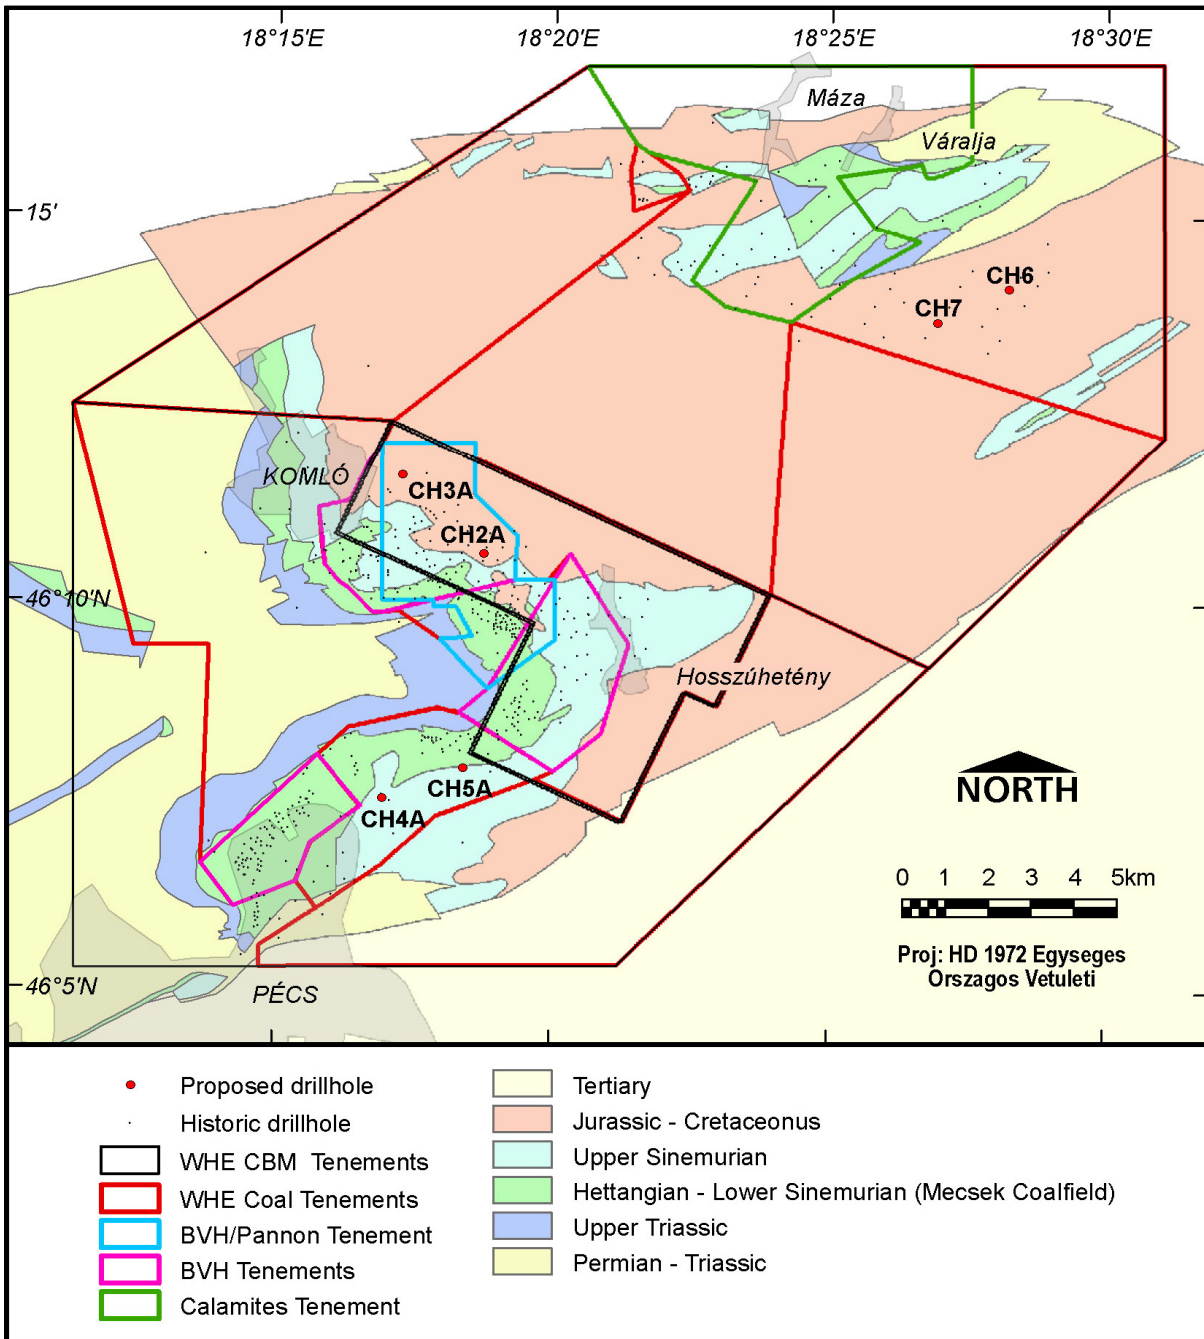 18°15'E 18°20'E 18°25'E 18°30'E
Máza
Váralja
15'
CH6
CH7
KOMLÓ
CH3A
CH2A
46°10'N
Hosszúhetény
CH5A
CH4A
NORTH
0 1 2 3 4 5km
Proj: HD 1972 Egyseges
Orszagos Vetuleti
46°5'N
PÉCS
Proposed drillhole
Historic drillhole
WHE CBM Tenements
WHE Coal Tenements
BVH/Pannon Tenement
BVH Tenements
Calamites Tenement
Tertiary
Jurassic - Cretaceonus
Upper Sinemurian
Hettangian - Lower Sinemurian (Mecsek Coalfield)
Upper Triassic
Permian - Triassic